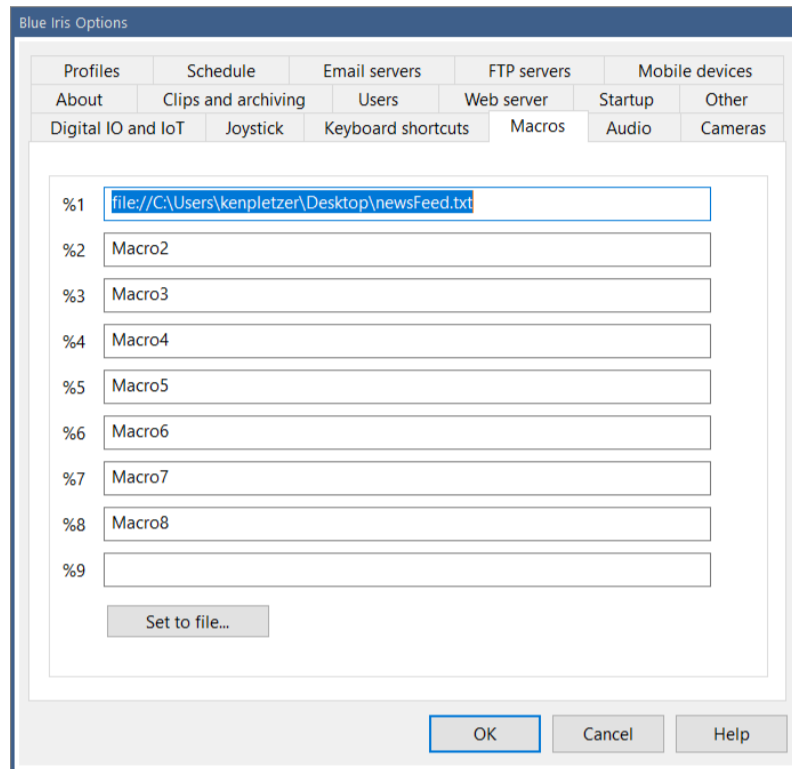 Blue Iris Options
Profiles Schedule Email servers FTP servers Mobile devices
About Clips and archiving Users Web server Startup Other
Digital IO and IoT Joystick Keyboard shortcuts Macros Audio Cameras
%1 file://C:\Users\kenpletzer\Desktop\newsFeed.txt
%2 Macro2
%3 Macro3
%4 Macro4
%5 Macro5
%6 Macro6
%7 Macro7
%8 Macro8
%9
Set to file...
OK Cancel Help